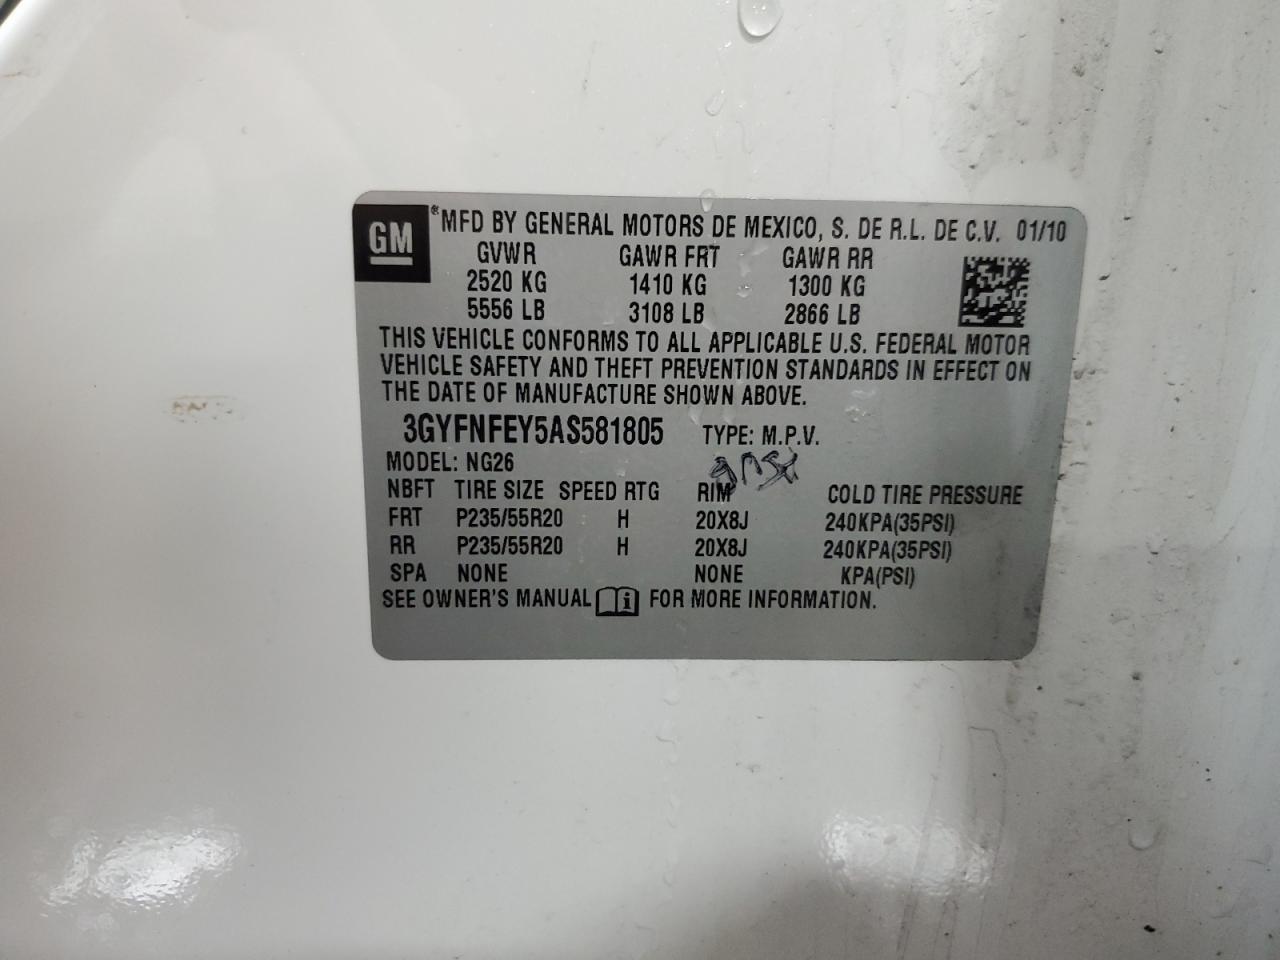 GM ® MFD BY GENERAL MOTORS DE MEXICO, S. DE R.L. DE C.V. 01/10
GVWR GAWR FRT GAWR RR
2520 KG 1410 KG 1300 KG
5556 LB 3108 LB 2866 LB
THIS VEHICLE CONFORMS TO ALL APPLICABLE U.S. FEDERAL MOTOR
VEHICLE SAFETY AND THEFT PREVENTION STANDARDS IN EFFECT ON
THE DATE OF MANUFACTURE SHOWN ABOVE.
3GYFNFEY5AS581805 TYPE: M.P.V.
MODEL: NG26
NBFT TIRE SIZE SPEED RTG RIM COLD TIRE PRESSURE
FRT P235/55R20 H 20X8J 240KPA(35PSI)
RR P235/55R20 H 20X8J 240KPA(35PSI)
SPA NONE NONE KPA(PSI)
SEE OWNER'S MANUAL i FOR MORE INFORMATION.